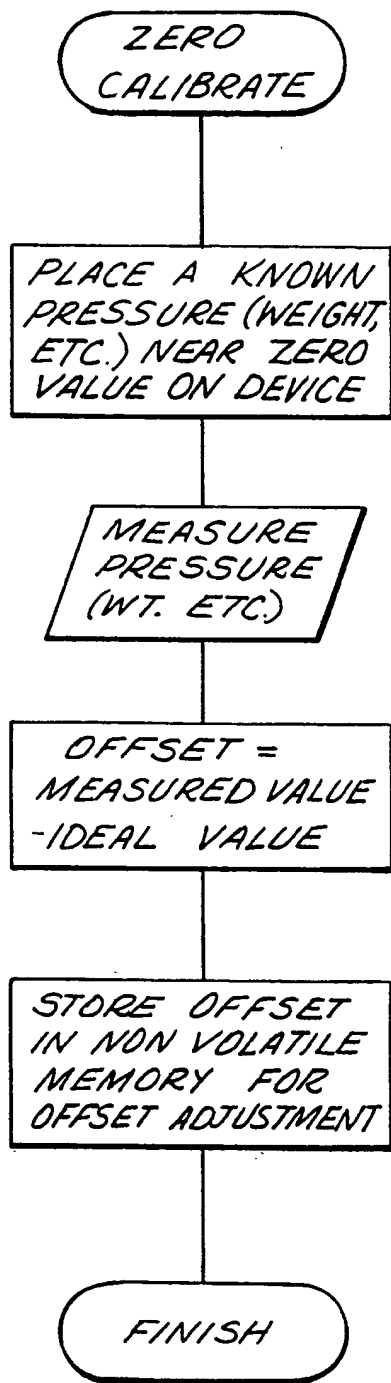 ZERO
CALIBRATE
PLACE A KNOWN
PRESSURE (WEIGHT,
ETC.) NEAR ZERO
VALUE ON DEVICE
MEASURE
PRESSURE
(WT. ETC.)
OFFSET =
MEASURED VALUE
-IDEAL VALUE
STORE OFFSET
IN NON VOLATILE
MEMORY FOR
OFFSET ADJUSTMENT
FINISH